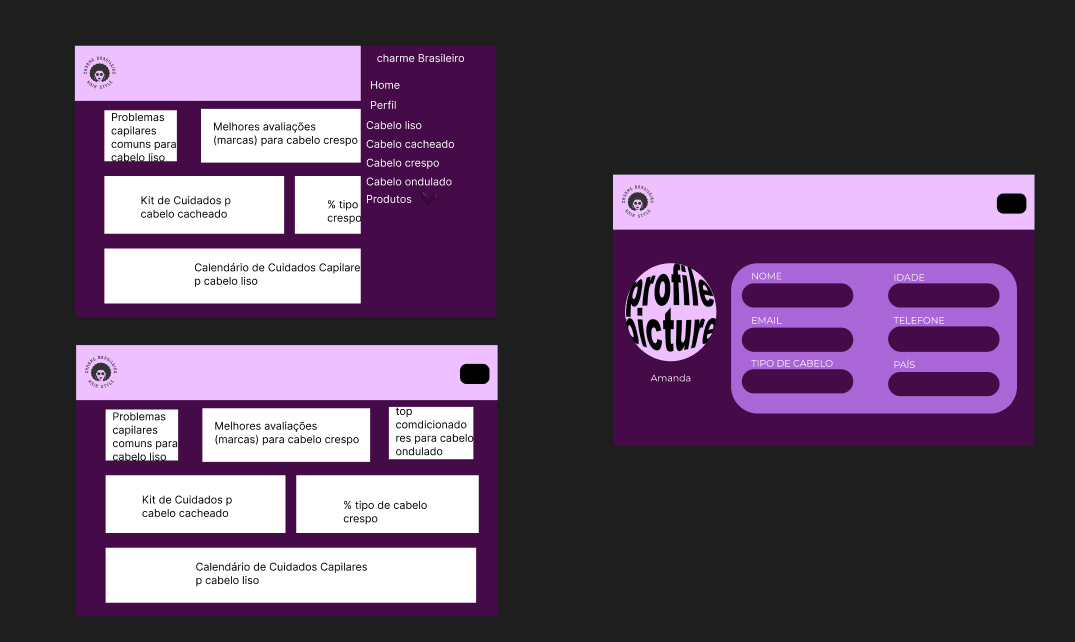 CHARME BRASILEIRO
HAIR STYLE
charme Brasileiro
Home
Perfil
Cabelo liso
Cabelo cacheado
Cabelo crespo
Cabelo ondulado
Produtos
Problemas
capilares
comuns para
cabelo liso
Melhores avaliações
(marcas) para cabelo crespo
Kit de Cuidados p
cabelo cacheado
% tipo
crespo
Calendário de Cuidados Capilare
p cabelo liso
CHARME BRASILEIRO
HAIR STYLE
Problemas
capilares
comuns para
cabelo liso
Melhores avaliações
(marcas) para cabelo crespo
top
comdicionado
res para cabelo
ondulado
Kit de Cuidados p
cabelo cacheado
% tipo de cabelo
crespo
Calendário de Cuidados Capilares
p cabelo liso
CHARME BRASILEIRO
HAIR STYLE
profile
picture
Amanda
NOME
IDADE
EMAIL
TELEFONE
TIPO DE CABELO
PAÍS